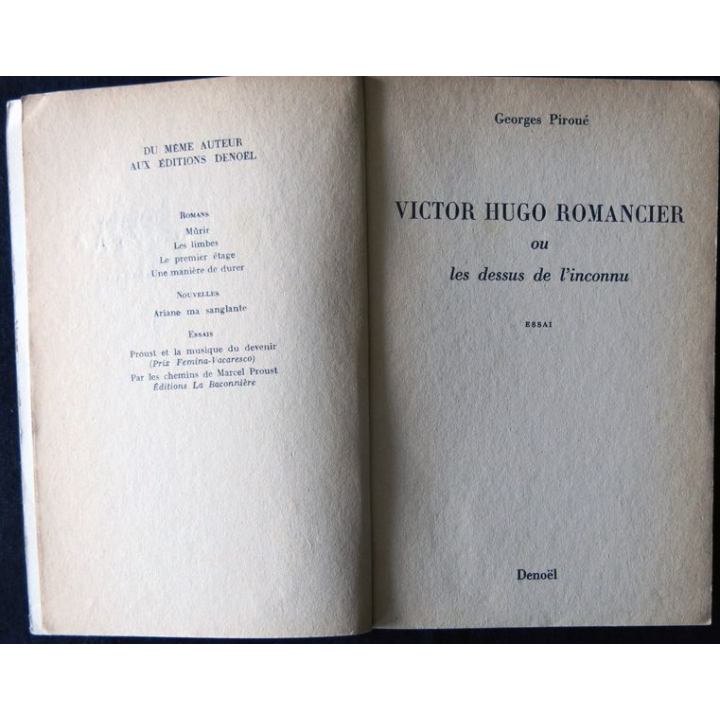 DU MÊME AUTEUR
AUX ÉDITIONS DENOËL
ROMANS
Mûrir
Les limbes
Le premier étage
Une manière de durer
NOUVELLES
Ariane ma sanglante
ESSAIS
Proust et la musique du devenir
(Prix Femina-Vacaresco)
Par les chemins de Marcel Proust
Éditions La Baconnière
Georges Piroué
VICTOR HUGO ROMANCIER
ou
les dessus de l'inconnu
ESSAI
Denoël